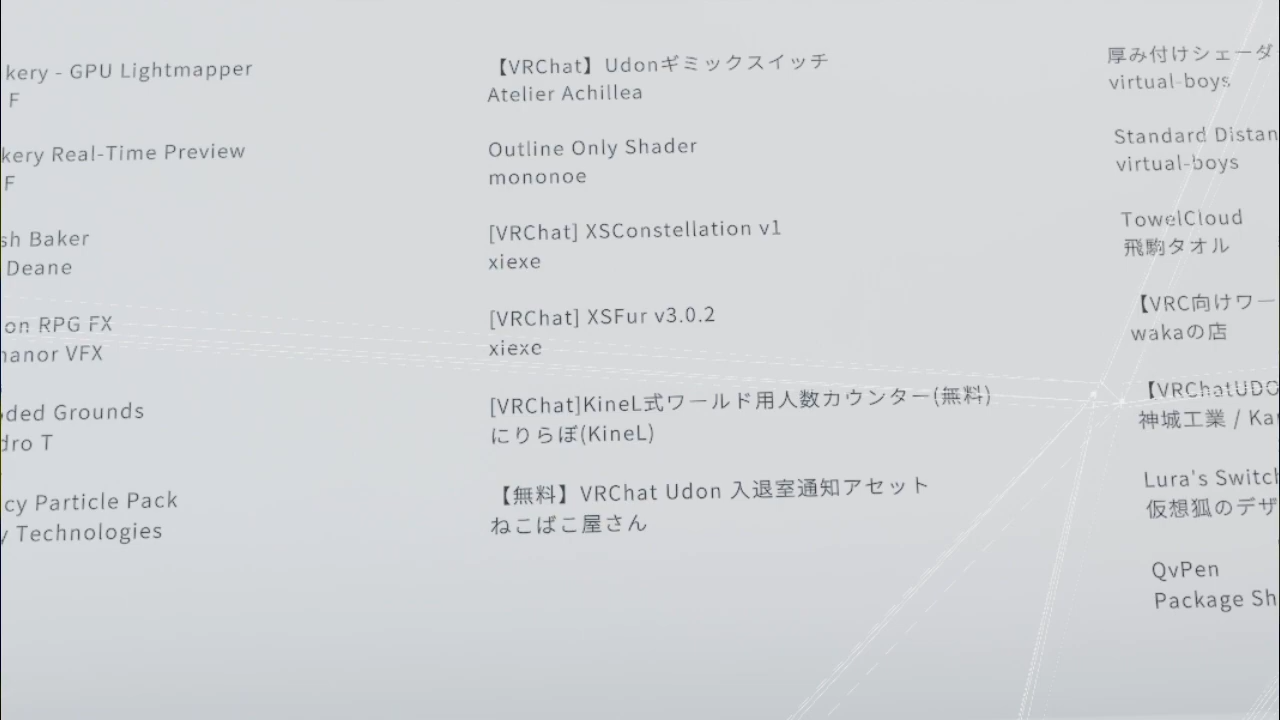 kery - GPU Lightmapper
F
kery Real-Time Preview
F
sh Baker
Deane
on RPG FX
manor VFX
ded Grounds
dro T
cy Particle Pack
y Technologies
【VRChat】Udonギミックスイッチ
Atelier Achillea
Outline Only Shader
mononoe
[VRChat] XSConstellation v1
xiexe
[VRChat] XSFur v3.0.2
xiexe
[VRChat]KineL式ワールド用人数カウンター(無料)
にりらぼ(KineL)
【無料】VRChat Udon 入退室通知アセット
ねこばこ屋さん
厚み付けシェーダ
virtual-boys
Standard Distan
virtual-boys
TowelCloud
飛駒タオル
【VRC向けワー
wakaの店
【VRChatUDO
神城工業 / Ka
Lura's Switch
仮想狐のデザ
QvPen
Package Sh